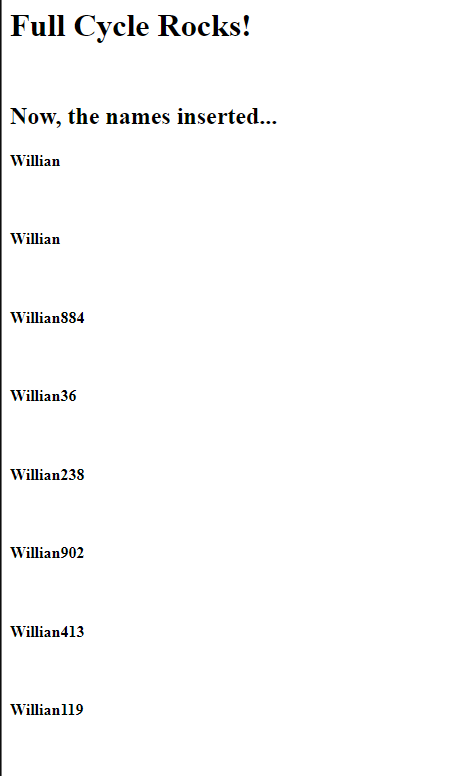 Full Cycle Rocks!
Now, the names inserted...
Willian
Willian
Willian884
Willian36
Willian238
Willian902
Willian413
Willian119